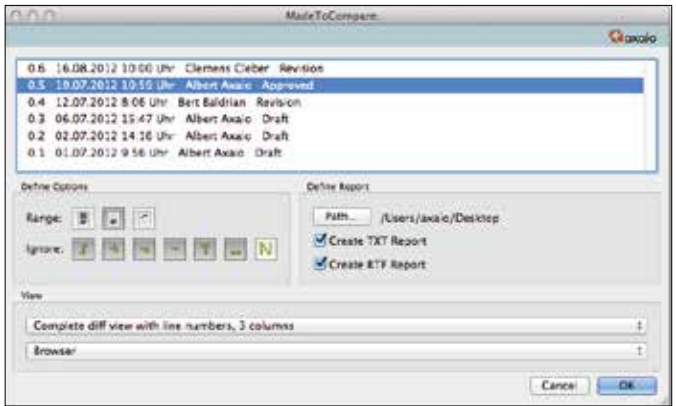 MadeToCompare
axaio
0.6 16.08.2012 10:00 Uhr Clemens Cleber Revision
0.5 19.07.2012 10:59 Uhr Albert Axaio Approved
0.4 12.07.2012 8:06 Uhr Bert Baldrian Revision
0.3 06.07.2012 15:47 Uhr Albert Axaio Draft
0.2 02.07.2012 14:16 Uhr Albert Axaio Draft
0.1 01.07.2012 9:56 Uhr Albert Axaio Draft
Define Options
Define Report
Range:
Path... /Users/axaio/Desktop
Ignore:
Create TXT Report
Create RTF Report
View
Complete diff view with line numbers, 3 columns
Browser
Cancel OK